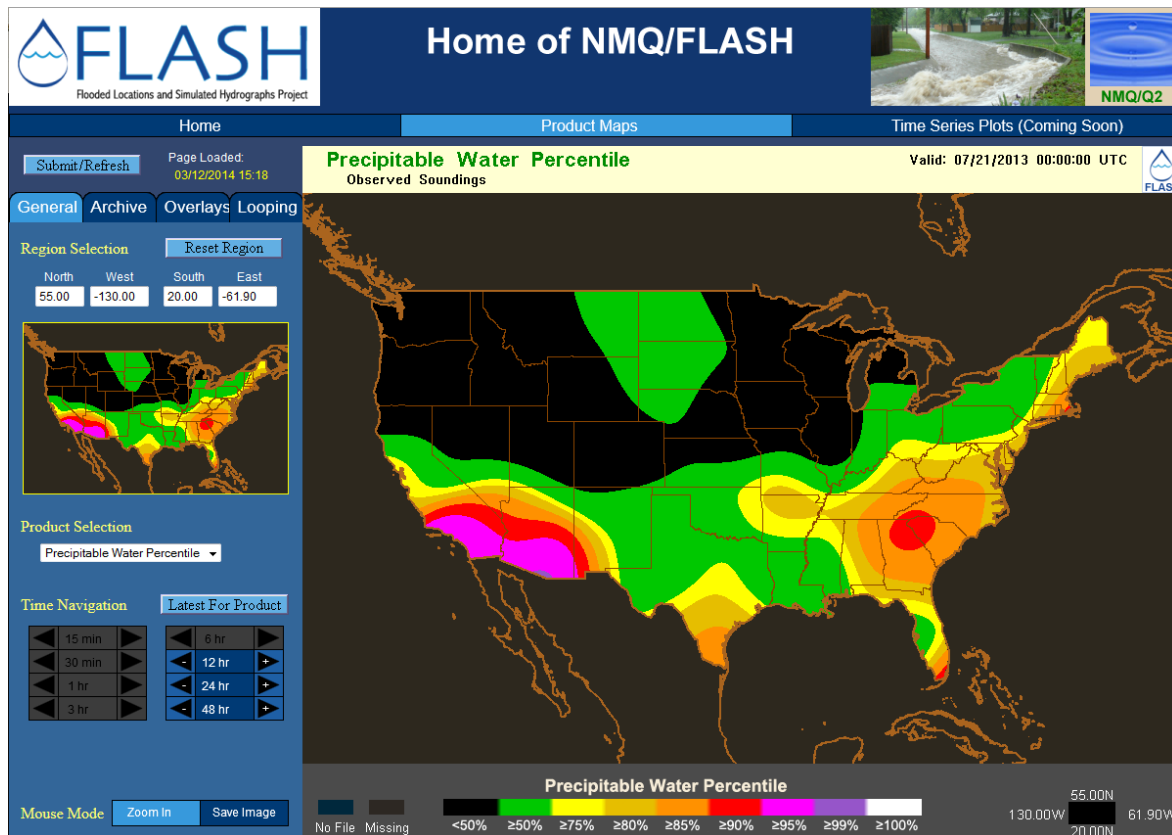 FLASH
Flooded Locations and Simulated Hydrographs Project
Home of NMQ/FLASH
NMQ/Q2
Home
Product Maps
Time Series Plots (Coming Soon)
Submit/Refresh
Page Loaded:
03/12/2014 15:18
Precipitable Water Percentile
Observed Soundings
Valid: 07/21/2013 00:00:00 UTC
FLAS
General Archive Overlays Looping
Region Selection
Reset Region
North West South East
55.00 -130.00 20.00 -61.90
Product Selection
Precipitable Water Percentile
Time Navigation
Latest For Product
15 min 6 hr
30 min - 12 hr +
1 hr - 24 hr +
3 hr - 48 hr +
Mouse Mode
Zoom In
Save Image
Precipitable Water Percentile
No File Missing <50% ≥50% ≥75% ≥80% ≥85% ≥90% ≥95% ≥99% ≥100%
55.00N
130.00W 61.90W
20.00N